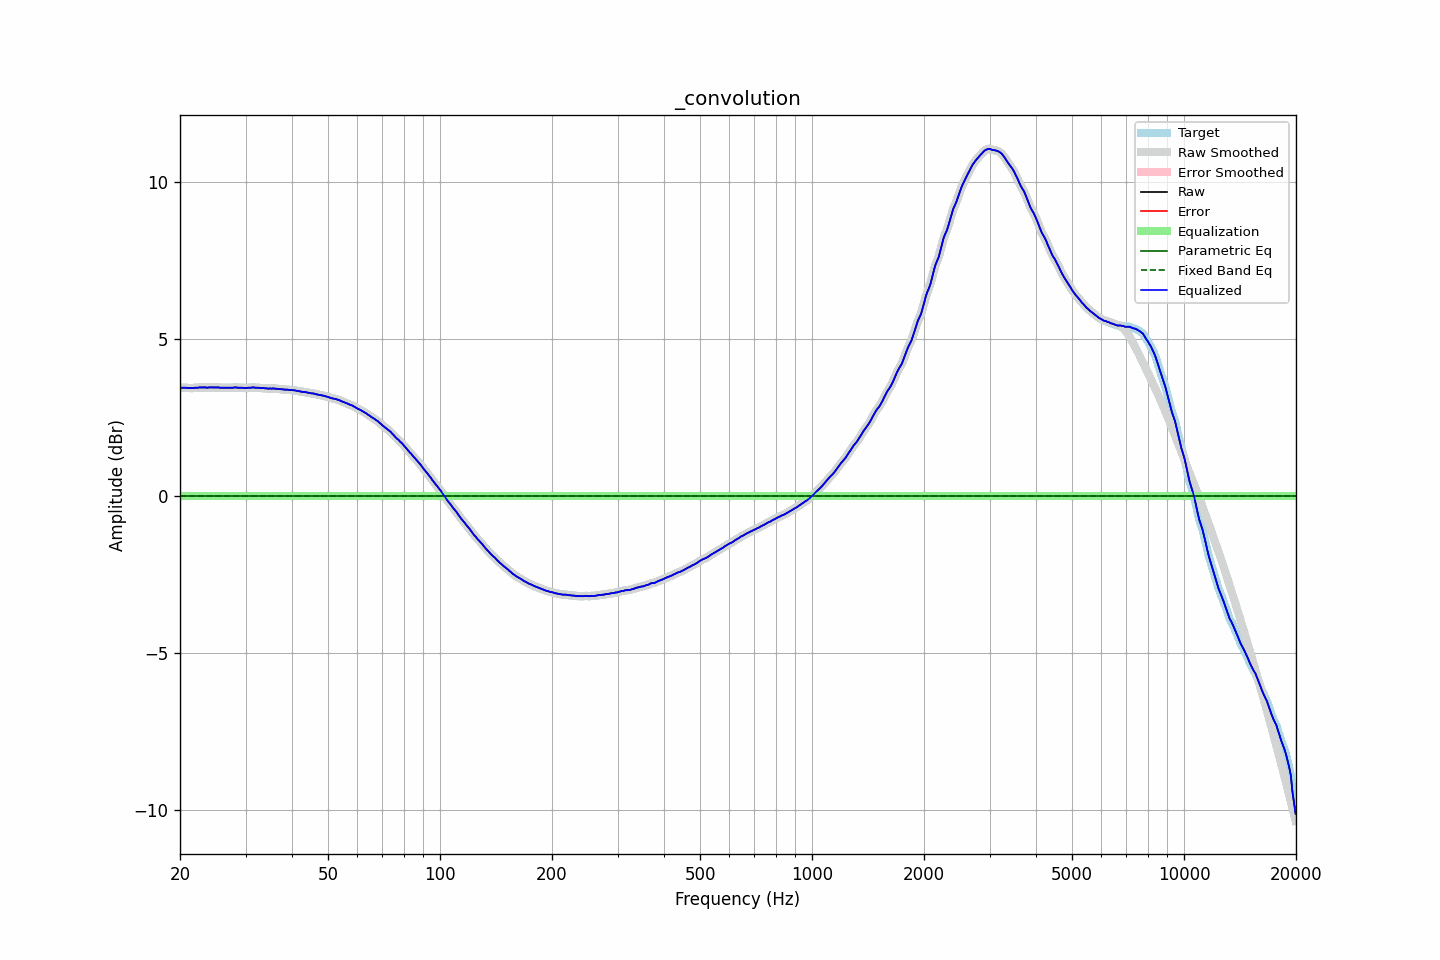 _convolution
Target
Raw Smoothed
Error Smoothed
Raw
Error
Equalization
Parametric Eq
Fixed Band Eq
Equalized
10
5
0
−5
−10
Amplitude (dBr)
20 50 100 200 500 1000 2000 5000 10000 20000
Frequency (Hz)